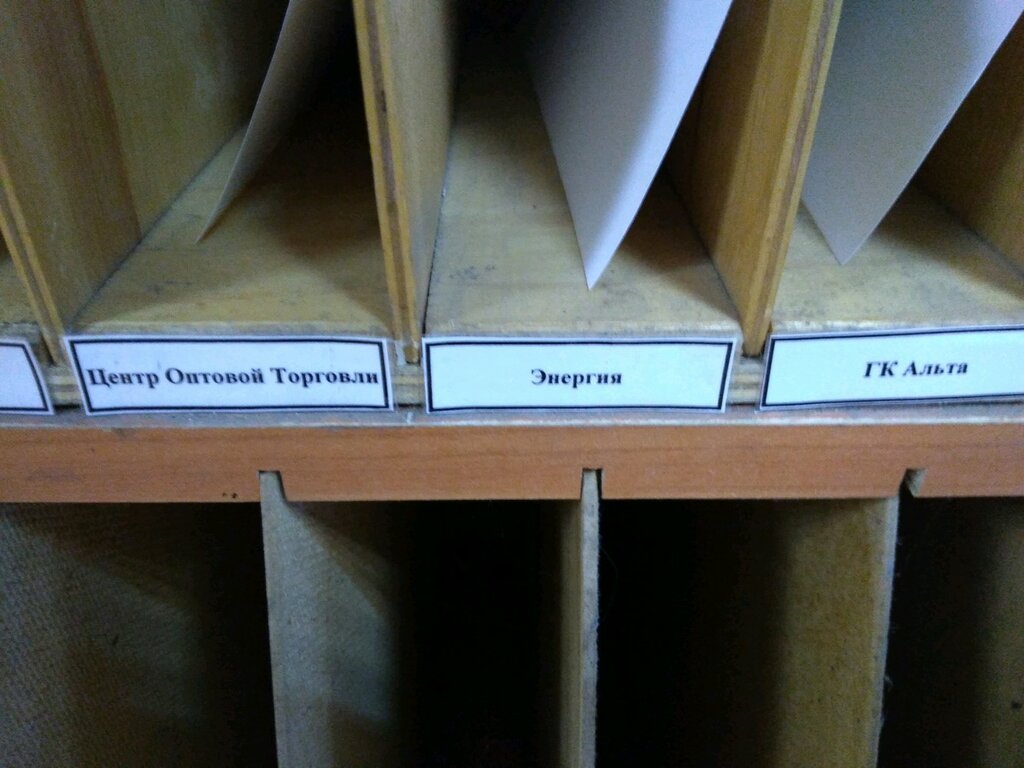 Центр Оптовой Торговли
Энергия
ГК Альта